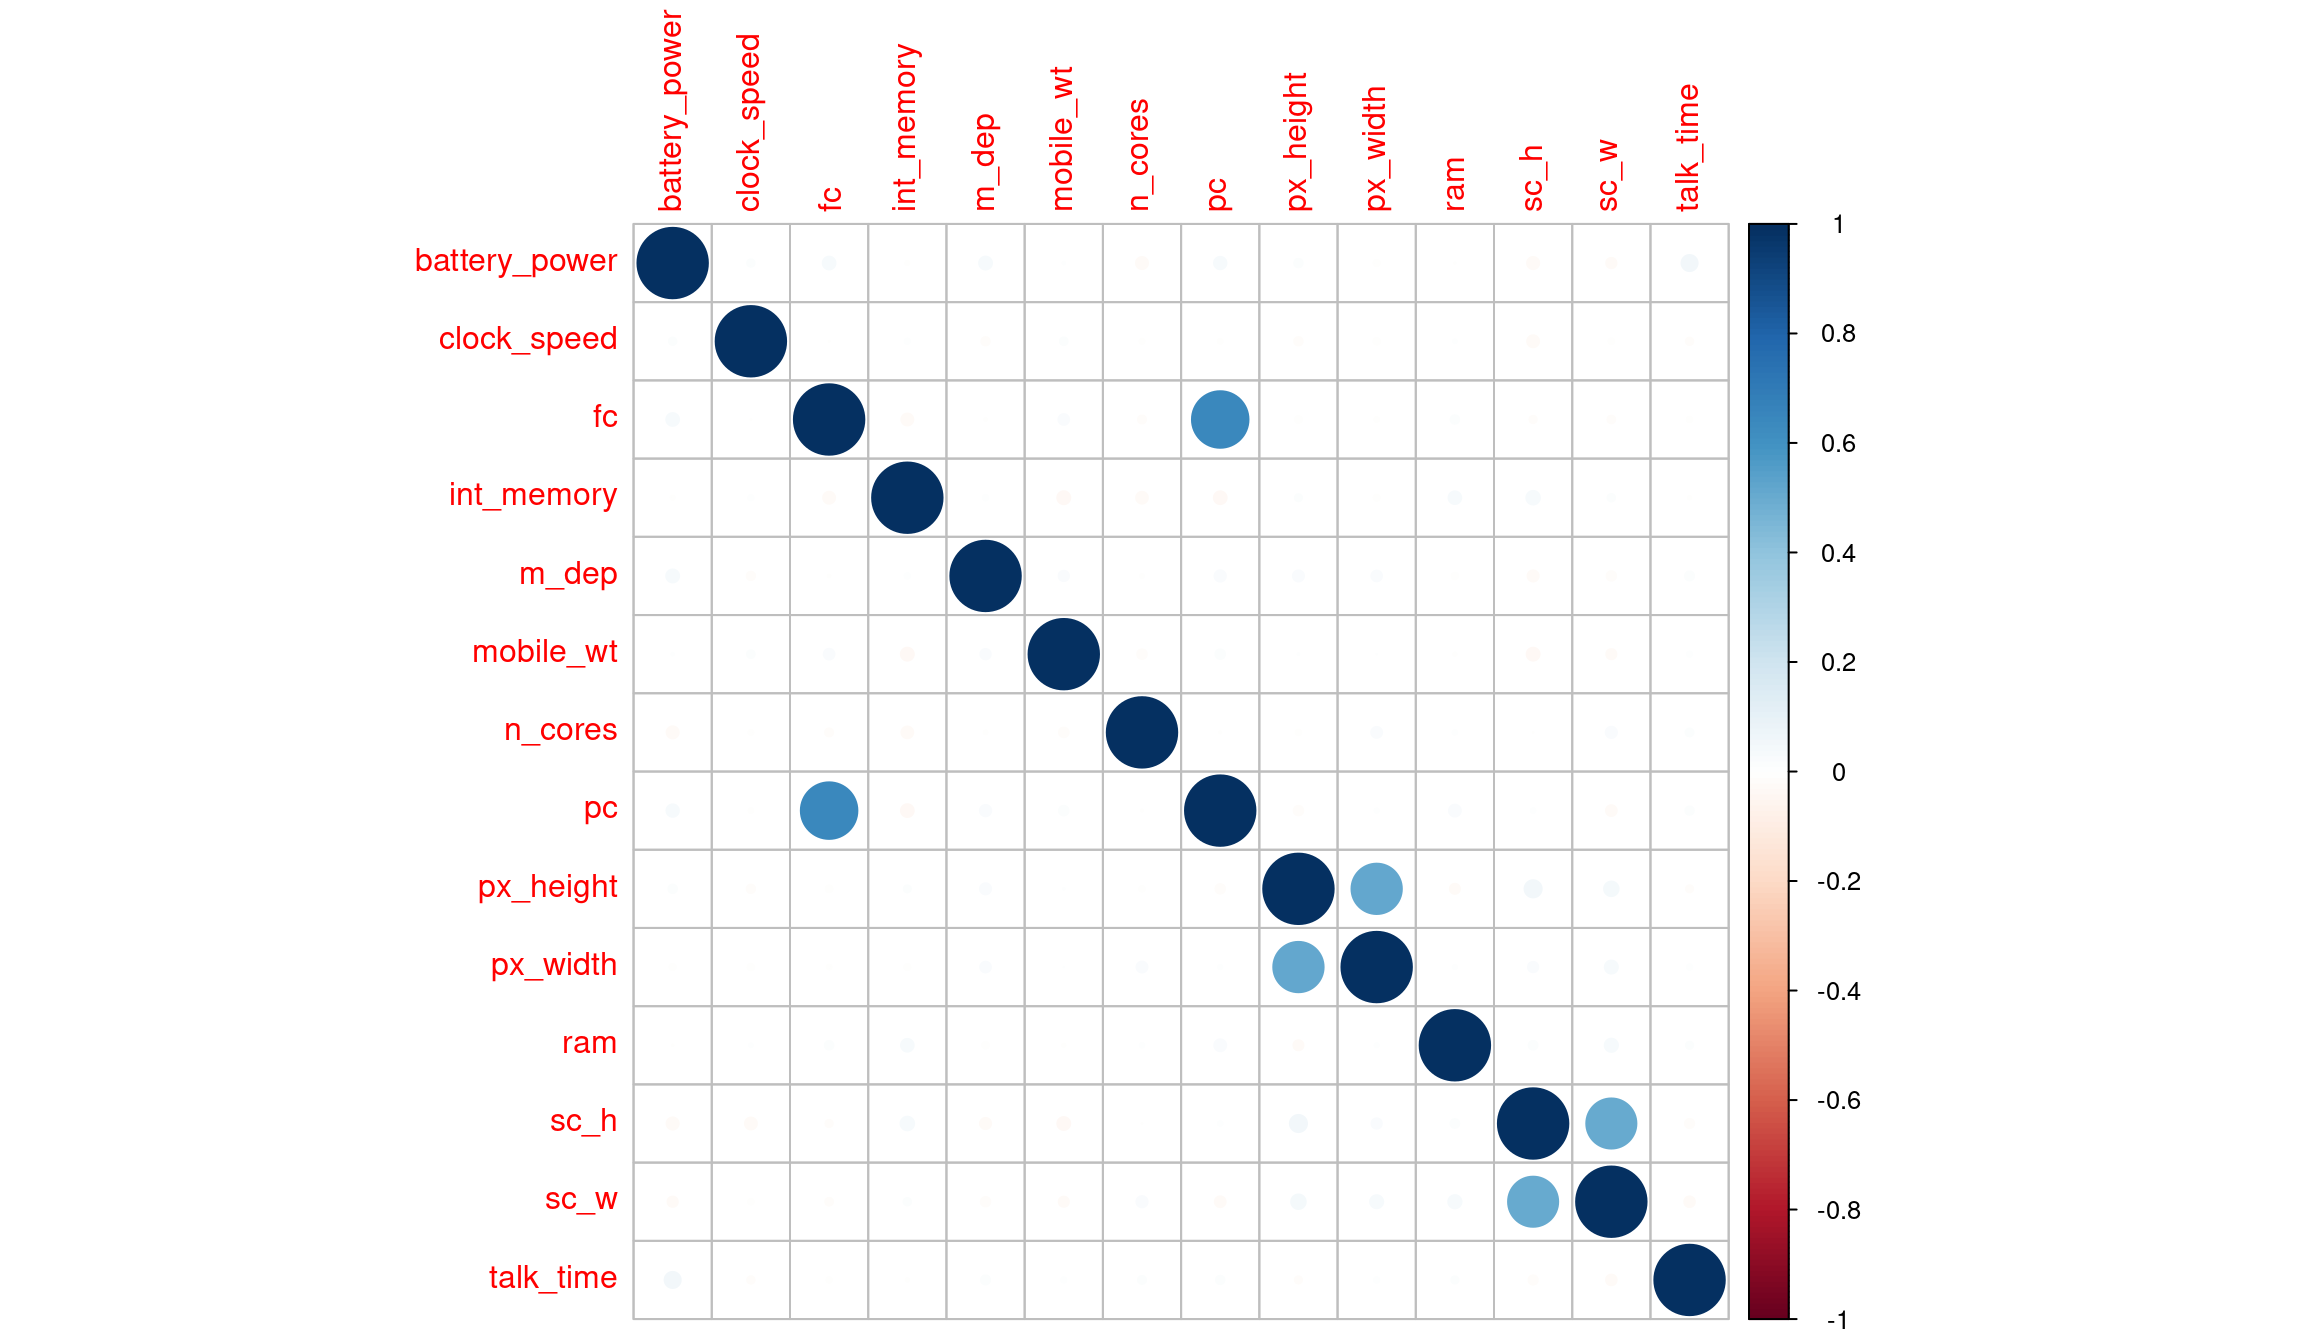 battery_power
clock_speed
fc
int_memory
m_dep
mobile_wt
n_cores
pc
px_height
px_width
ram
sc_h
sc_w
talk_time
battery_power
clock_speed
fc
int_memory
m_dep
mobile_wt
n_cores
pc
px_height
px_width
ram
sc_h
sc_w
talk_time
1
0.8
0.6
0.4
0.2
0
-0.2
-0.4
-0.6
-0.8
-1